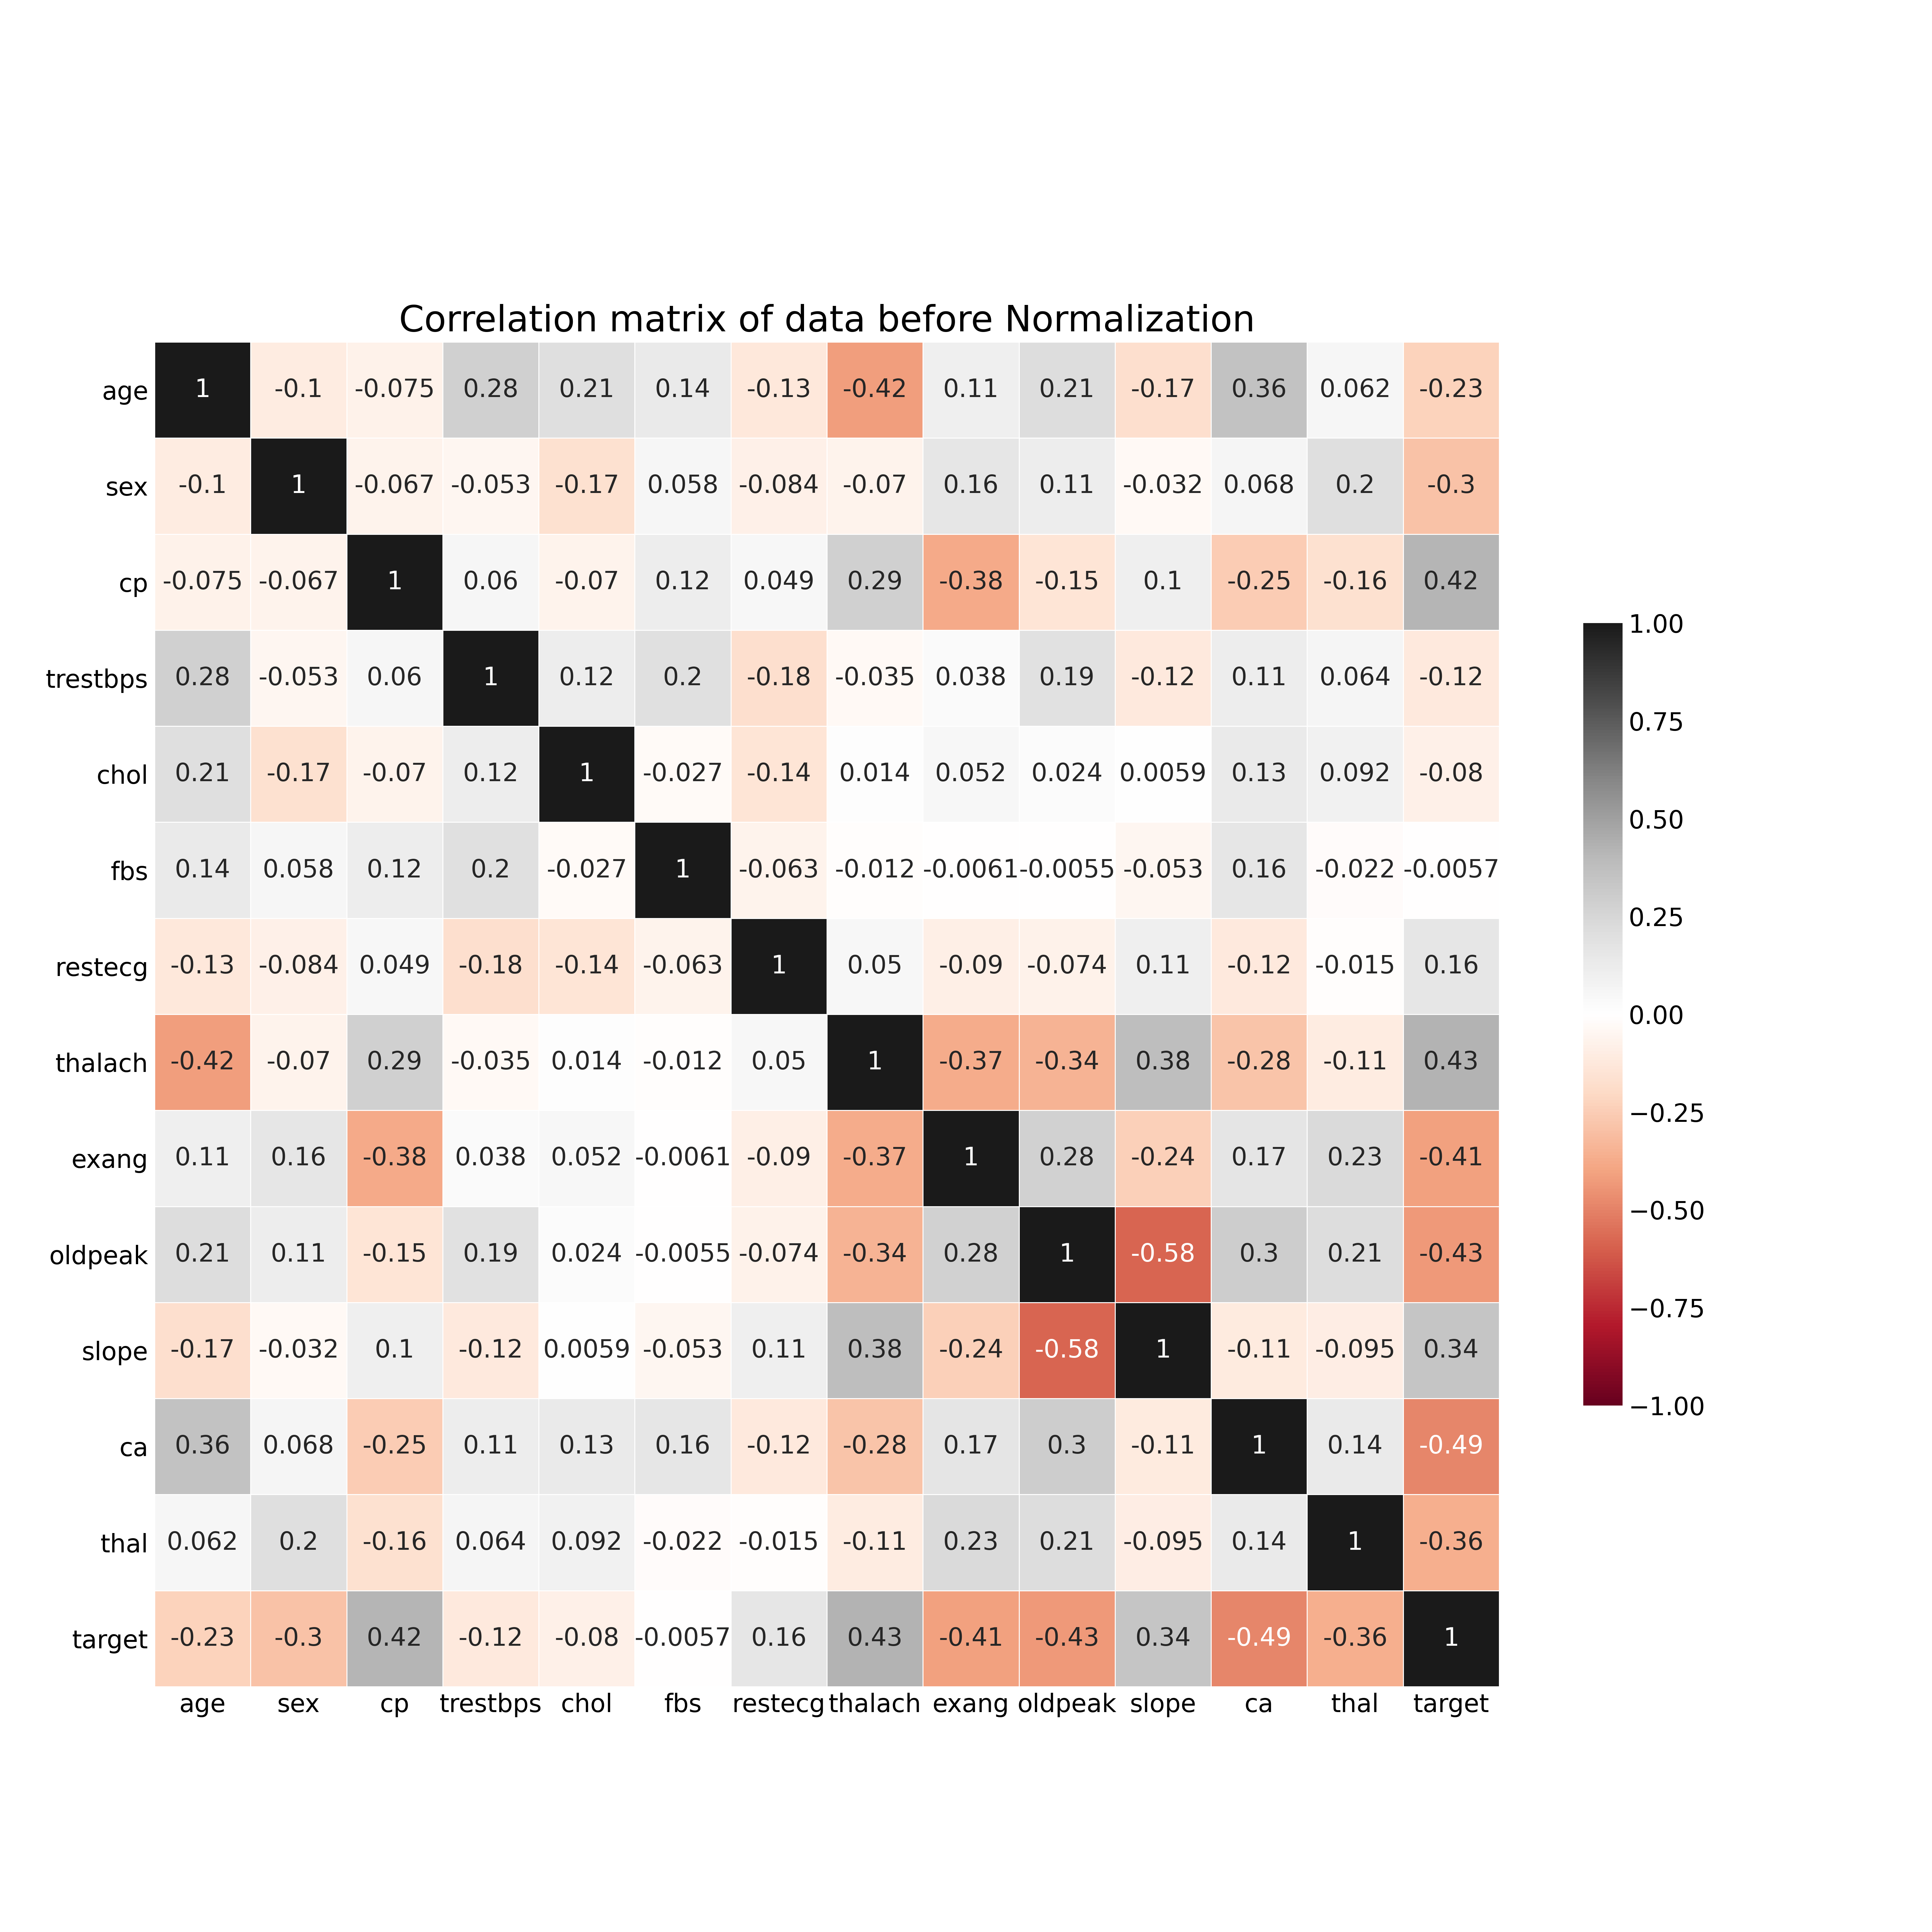 Correlation matrix of data before Normalization
age 1 -0.1 -0.075 0.28 0.21 0.14 -0.13 -0.42 0.11 0.21 -0.17 0.36 0.062 -0.23
sex -0.1 1 -0.067 -0.053 -0.17 0.058 -0.084 -0.07 0.16 0.11 -0.032 0.068 0.2 -0.3
cp -0.075 -0.067 1 0.06 -0.07 0.12 0.049 0.29 -0.38 -0.15 0.1 -0.25 -0.16 0.42
trestbps 0.28 -0.053 0.06 1 0.12 0.2 -0.18 -0.035 0.038 0.19 -0.12 0.11 0.064 -0.12
chol 0.21 -0.17 -0.07 0.12 1 -0.027 -0.14 0.014 0.052 0.024 0.0059 0.13 0.092 -0.08
fbs 0.14 0.058 0.12 0.2 -0.027 1 -0.063 -0.012 -0.0061 -0.0055 -0.053 0.16 -0.022 -0.0057
restecg -0.13 -0.084 0.049 -0.18 -0.14 -0.063 1 0.05 -0.09 -0.074 0.11 -0.12 -0.015 0.16
thalach -0.42 -0.07 0.29 -0.035 0.014 -0.012 0.05 1 -0.37 -0.34 0.38 -0.28 -0.11 0.43
exang 0.11 0.16 -0.38 0.038 0.052 -0.0061 -0.09 -0.37 1 0.28 -0.24 0.17 0.23 -0.41
oldpeak 0.21 0.11 -0.15 0.19 0.024 -0.0055 -0.074 -0.34 0.28 1 -0.58 0.3 0.21 -0.43
slope -0.17 -0.032 0.1 -0.12 0.0059 -0.053 0.11 0.38 -0.24 -0.58 1 -0.11 -0.095 0.34
ca 0.36 0.068 -0.25 0.11 0.13 0.16 -0.12 -0.28 0.17 0.3 -0.11 1 0.14 -0.49
thal 0.062 0.2 -0.16 0.064 0.092 -0.022 -0.015 -0.11 0.23 0.21 -0.095 0.14 1 -0.36
target -0.23 -0.3 0.42 -0.12 -0.08 -0.0057 0.16 0.43 -0.41 -0.43 0.34 -0.49 -0.36 1
age sex cp trestbps chol fbs restecg thalach exang oldpeak slope ca thal target
1.00
0.75
0.50
0.25
0.00
−0.25
−0.50
−0.75
−1.00